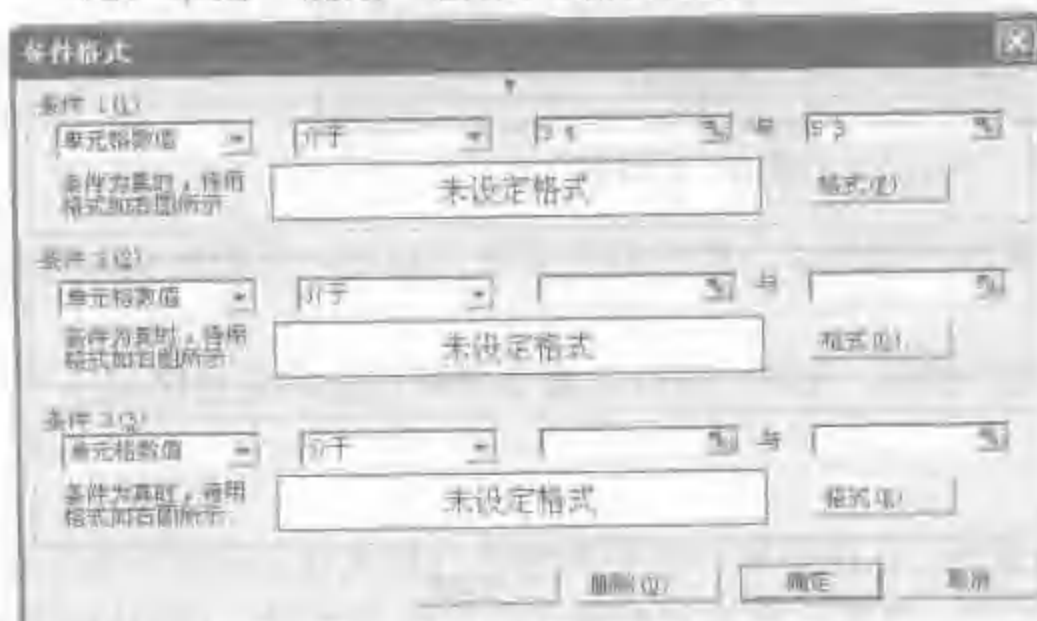 条件格式
条件 1(1)
单元格数值 介于 与
条件为真时，待用
格式如右图所示
未设定格式
格式
条件 2(2)
单元格数值 介于 与
条件为真时，待用
格式如右图所示
未设定格式
格式
条件 3(3)
单元格数值 介于 与
条件为真时，待用
格式如右图所示
未设定格式
格式
删除 确定 取消